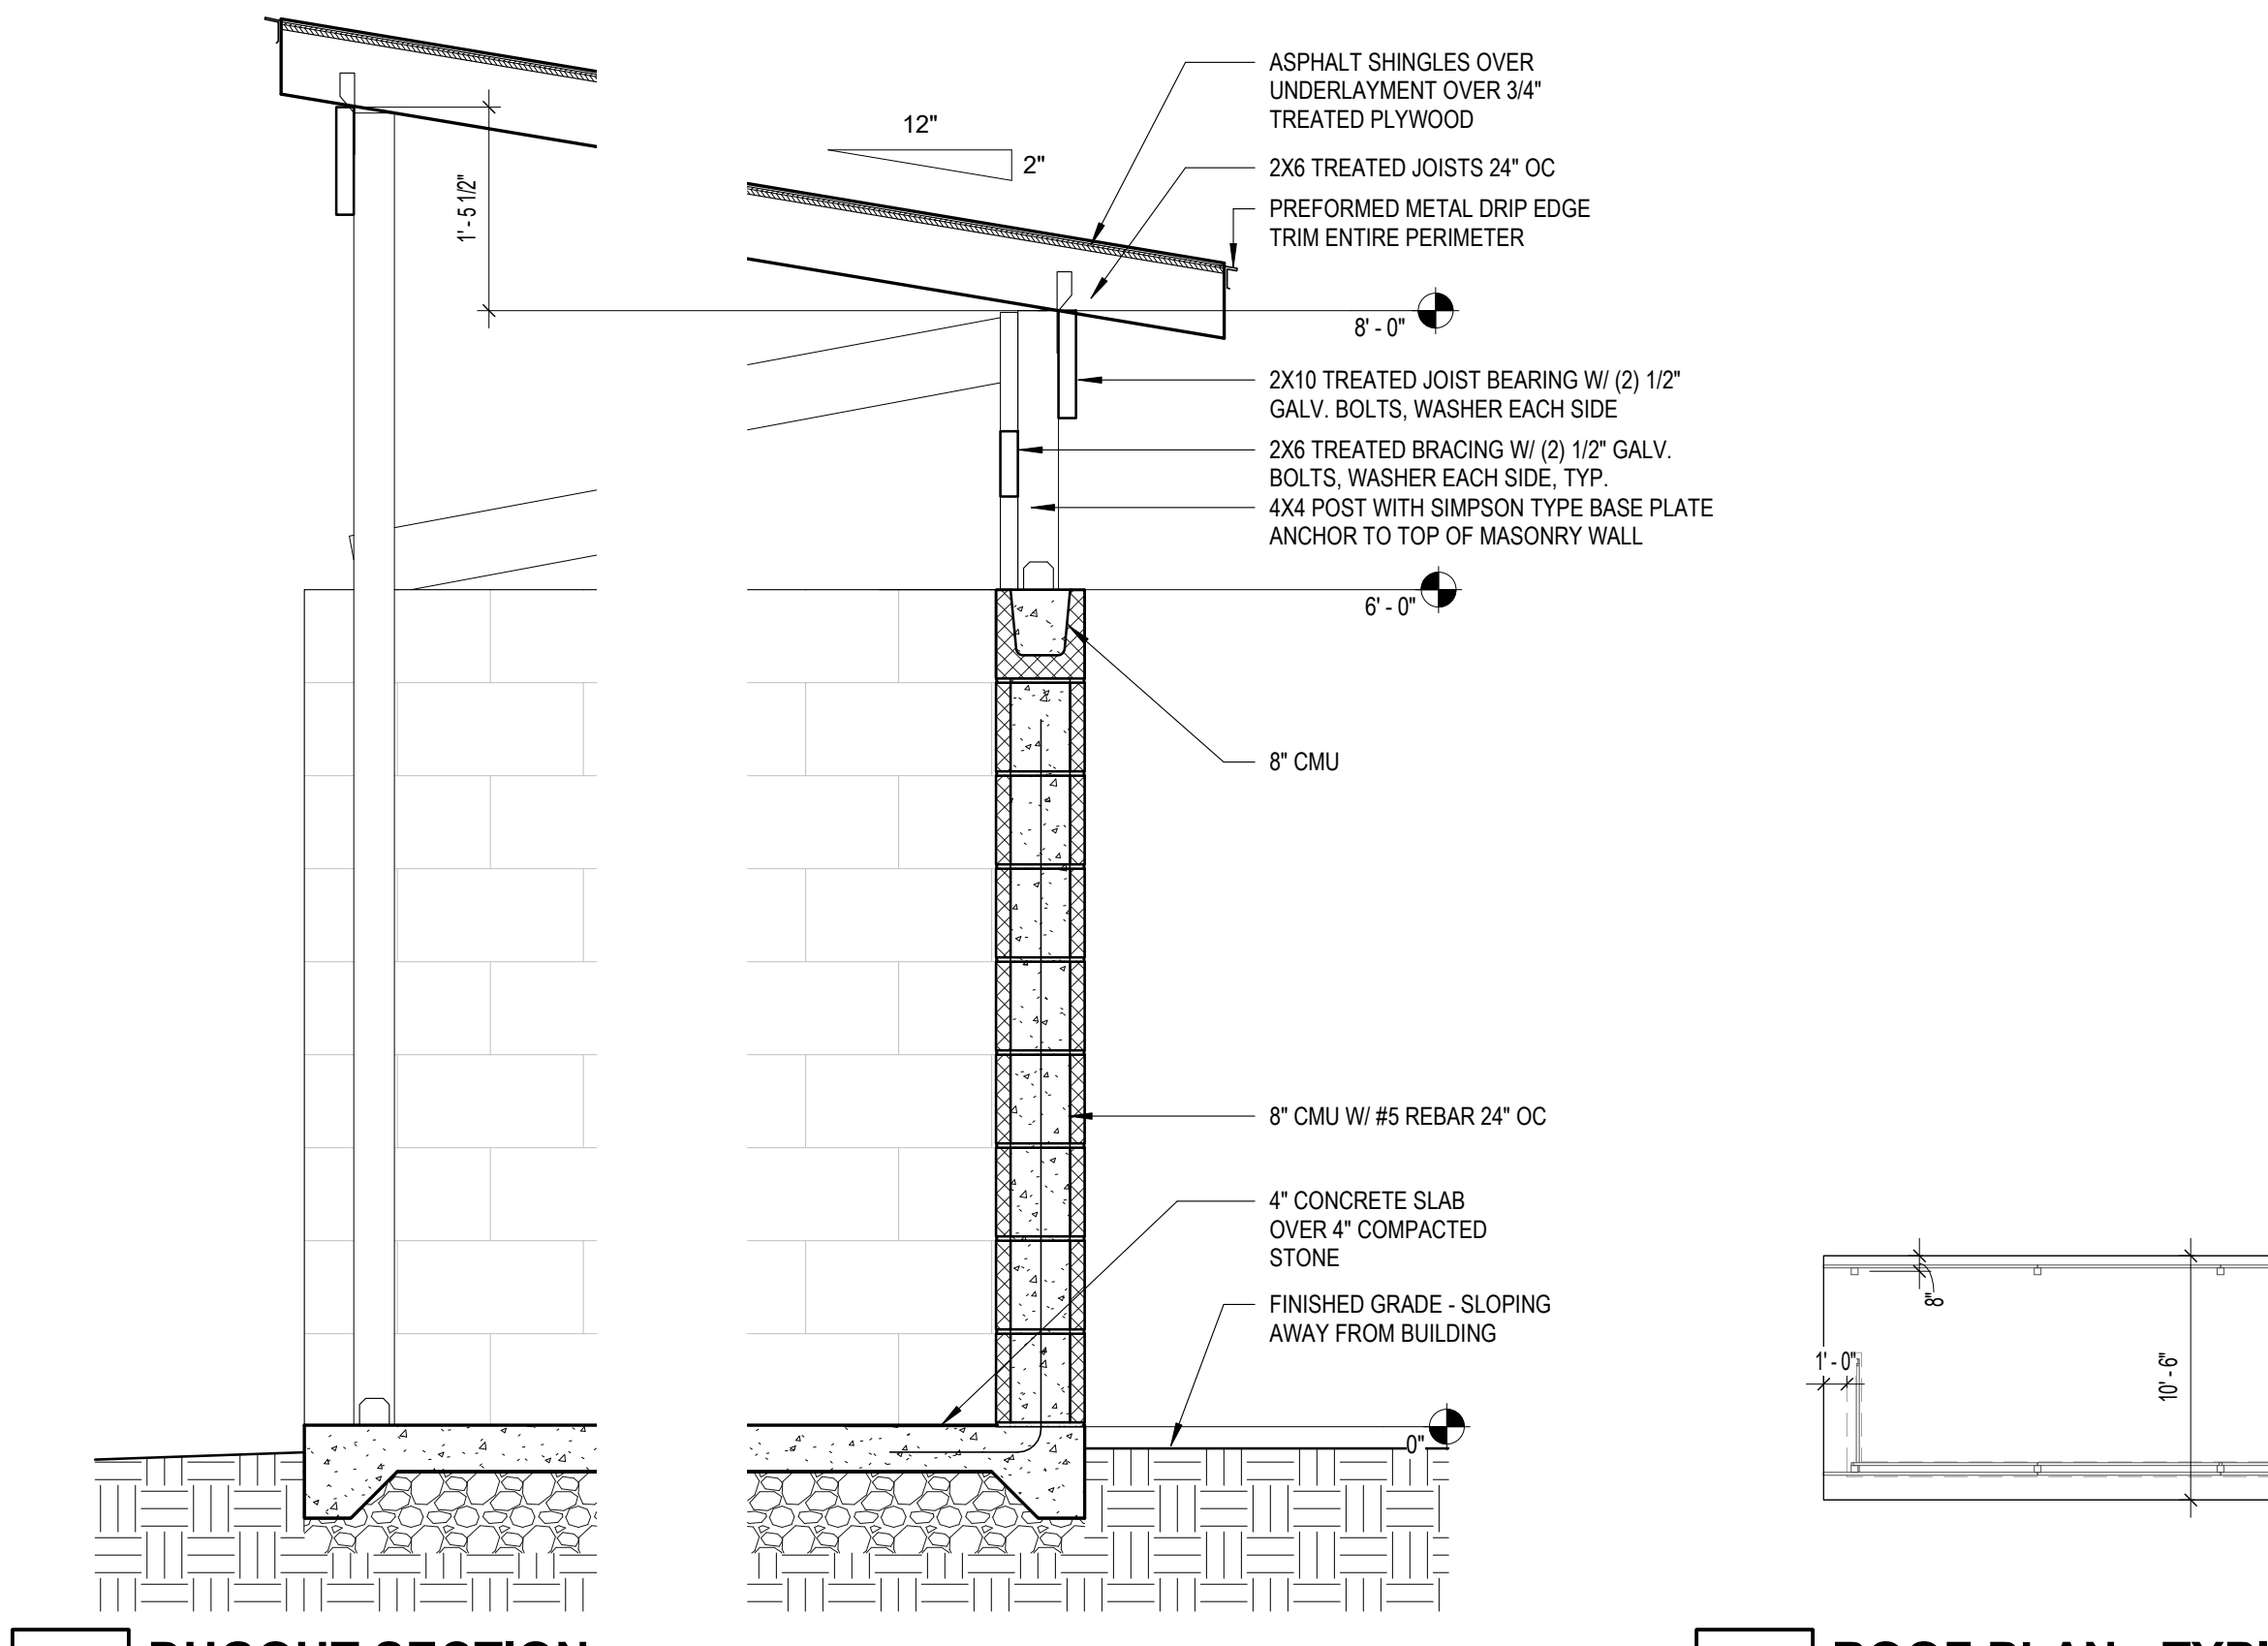 ASPHALT SHINGLES OVER
UNDERLAYMENT OVER 3/4"
TREATED PLYWOOD
12"
2"
2X6 TREATED JOISTS 24" OC
PREFORMED METAL DRIP EDGE
TRIM ENTIRE PERIMETER
1' - 5 1/2"
8' - 0"
2X10 TREATED JOIST BEARING W/ (2) 1/2"
GALV. BOLTS, WASHER EACH SIDE
2X6 TREATED BRACING W/ (2) 1/2" GALV.
BOLTS, WASHER EACH SIDE, TYP.
4X4 POST WITH SIMPSON TYPE BASE PLATE
ANCHOR TO TOP OF MASONRY WALL
6' - 0"
8" CMU
8" CMU W/ #5 REBAR 24" OC
4" CONCRETE SLAB
OVER 4" COMPACTED
STONE
FINISHED GRADE - SLOPING
AWAY FROM BUILDING
0"
8"
1' - 0"
10' - 6"